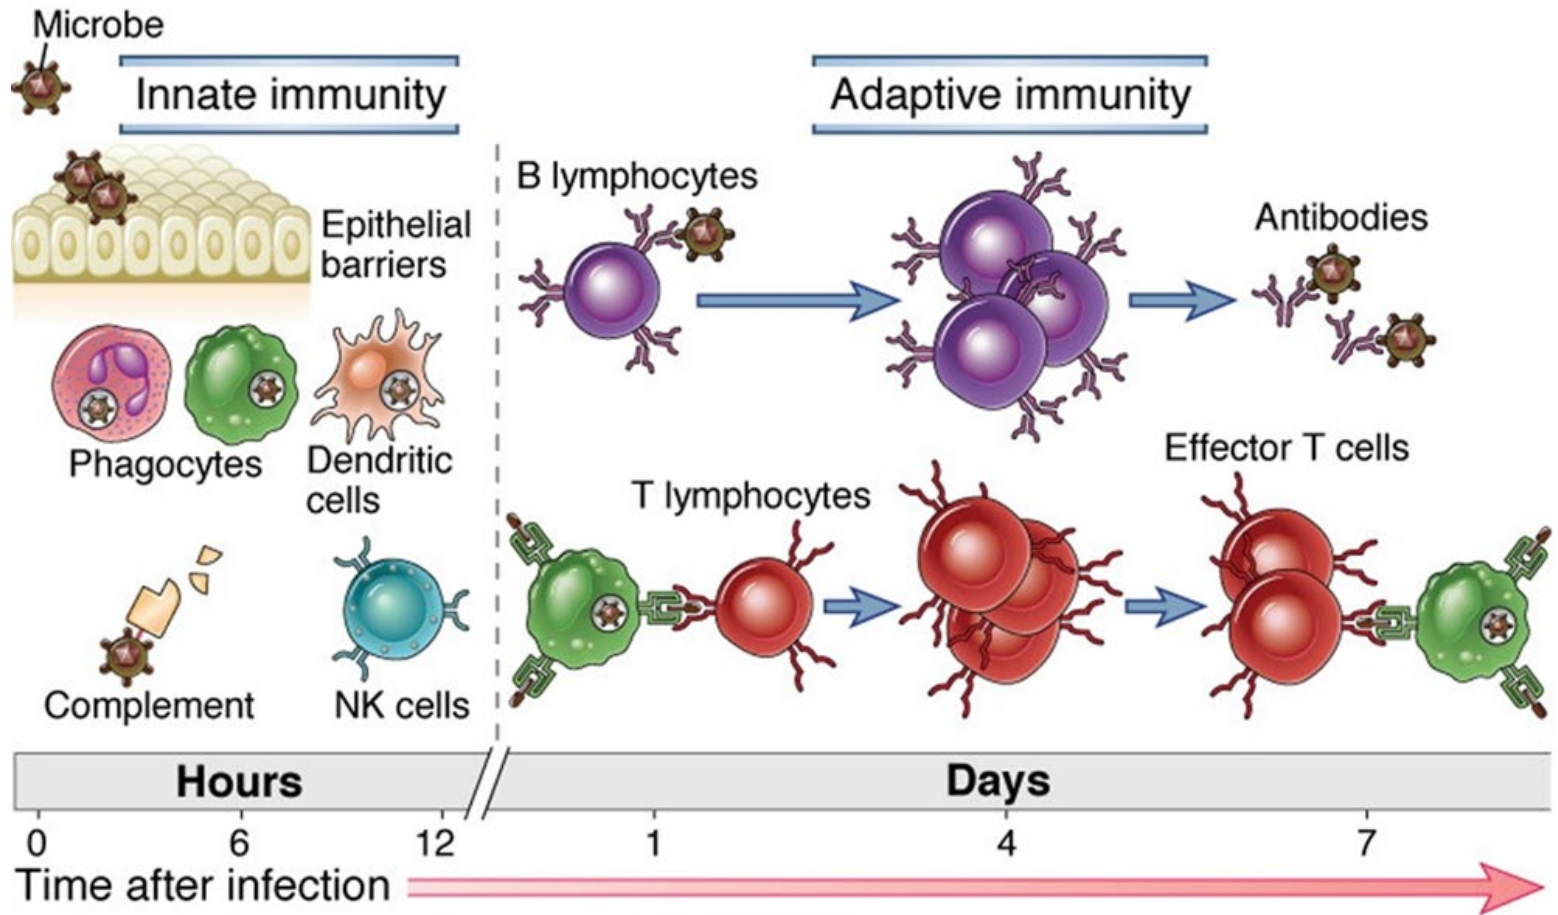 Microbe
Innate immunity
Adaptive immunity
Epithelial
barriers
Phagocytes
Dendritic
cells
Complement
NK cells
B lymphocytes
Antibodies
T lymphocytes
Effector T cells
Hours
Days
0
6
12
1
4
7
Time after infection